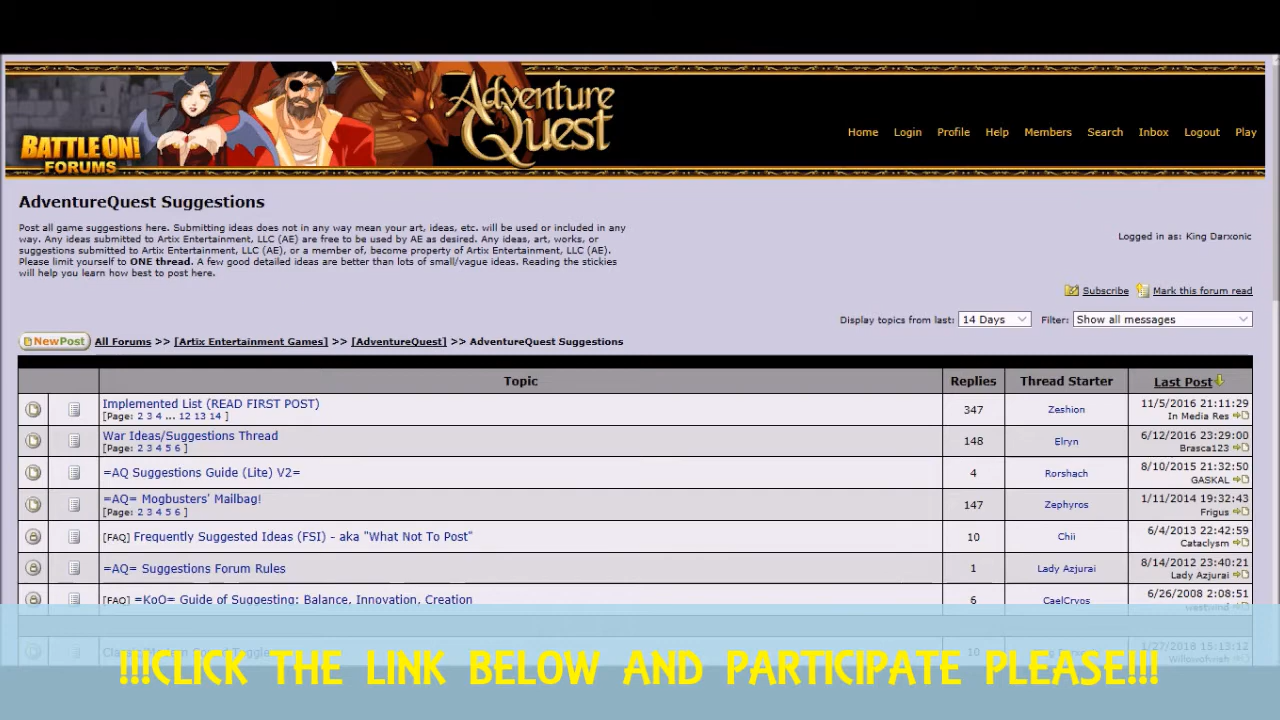 Adventure
Quest
BATTLE ON!
FORUMS
Home Login Profile Help Members Search Inbox Logout Play
AdventureQuest Suggestions
Post all game suggestions here. Submitting ideas does not in any way mean your art, ideas, etc. will be used or included in any
way. Any ideas submitted to Artix Entertainment, LLC (AE) are free to be used by AE as desired. Any ideas, art, works, or
suggestions submitted to Artix Entertainment, LLC (AE), or a member of, become property of Artix Entertainment, LLC (AE).
Please limit yourself to ONE thread. A few good detailed ideas are better than lots of small/vague ideas. Reading the stickies
will help you learn how best to post here.
Logged in as: King Darxonic
Subscribe Mark this forum read
Display topics from last: 14 Days Filter: Show all messages
NewPost All Forums >> [Artix Entertainment Games] >> [AdventureQuest] >> AdventureQuest Suggestions
Topic Replies Thread Starter Last Post
Implemented List (READ FIRST POST) 347 Zeshion 11/5/2016 21:11:29
[Page: 2 3 4 ... 12 13 14 ] In Media Res
War Ideas/Suggestions Thread 148 Elryn 6/12/2016 23:29:00
[Page: 2 3 4 5 6 ] Brasca123
=AQ Suggestions Guide (Lite) V2= 4 Rorshach 8/10/2015 21:32:50
GASKAL
=AQ= Mogbusters' Mailbag! 147 Zephyros 1/11/2014 19:32:43
[Page: 2 3 4 5 6 ] Frigus
[FAQ] Frequently Suggested Ideas (FSI) - aka "What Not To Post" 10 Chii 6/4/2013 22:42:59
Cataclysm
=AQ= Suggestions Forum Rules 1 Lady Azjurai 8/14/2012 23:40:21
Lady Azjurai
[FAQ] =KoO= Guide of Suggesting: Balance, Innovation, Creation 6 CaelCryos 6/26/2008 2:08:51
!!!CLICK THE LINK BELOW AND PARTICIPATE PLEASE!!!